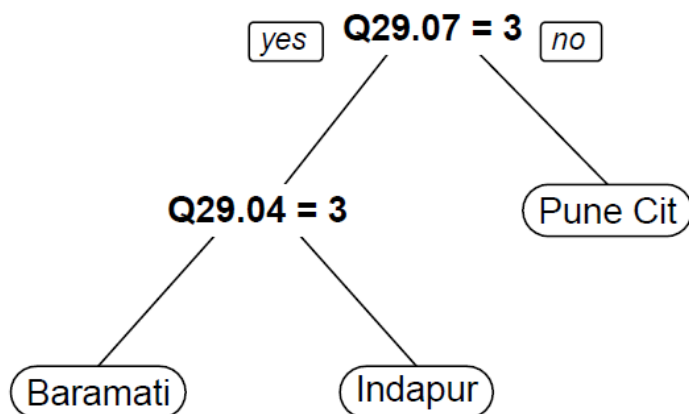 yes Q29.07 = 3 no
Q29.04 = 3 Pune Cit
Baramati Indapur